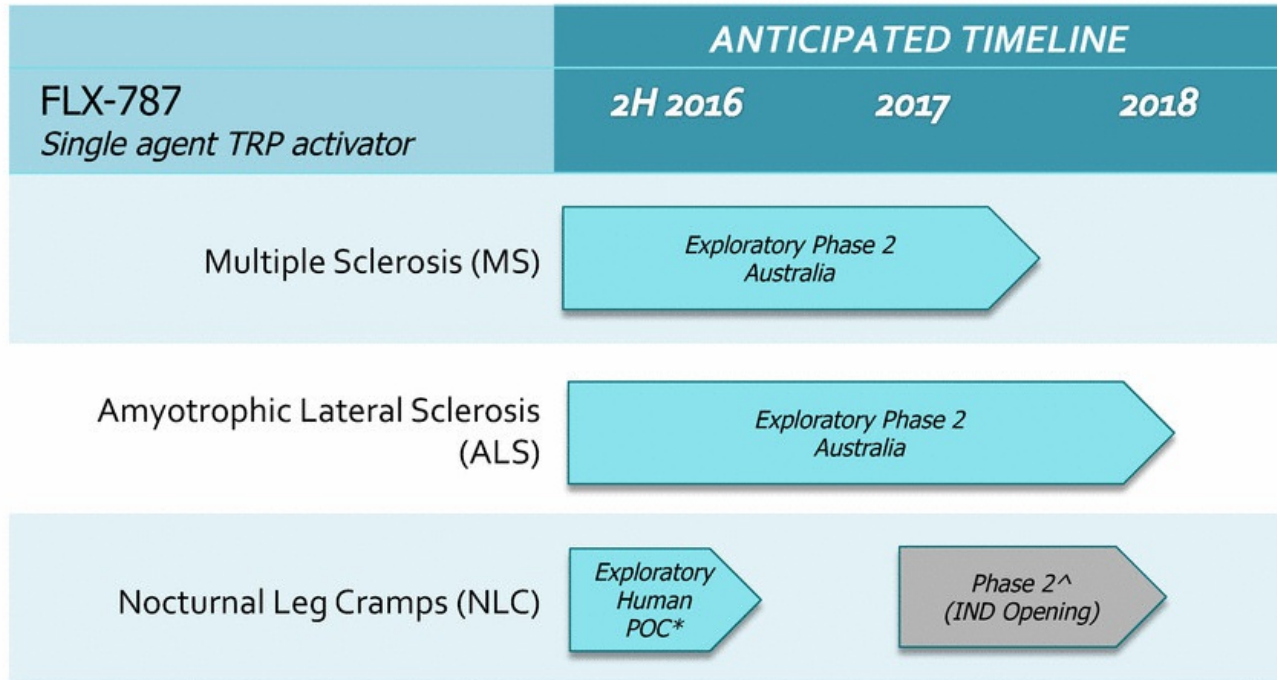 ANTICIPATED TIMELINE
FLX-787
Single agent TRP activator
2H 2016
2017
2018
Multiple Sclerosis (MS)
Exploratory Phase 2
Australia
Amyotrophic Lateral Sclerosis
(ALS)
Exploratory Phase 2
Australia
Nocturnal Leg Cramps (NLC)
Exploratory
Human
POC*
Phase 2^
(IND Opening)